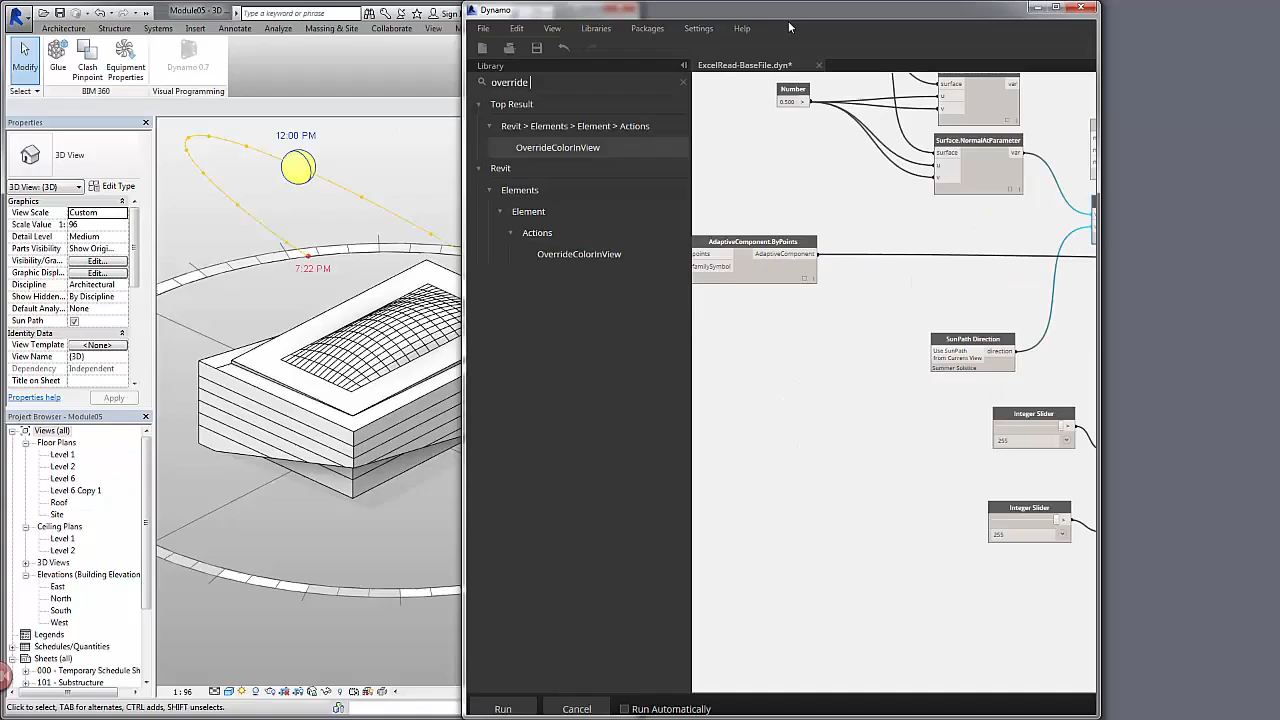 Module05 - 3D
Type a keyword or phrase
Sign
Architecture
Structure
Systems
Insert
Annotate
Analyze
Massing & Site
Collaborate
View
Modify
Glue
Clash
Pinpoint
Equipment
Properties
Dynamo 0.7
Select
BIM 360
Visual Programming
Properties
3D View
3D View: {3D}
Edit Type
Graphics
View Scale
Custom
Scale Value 1:
96
Detail Level
Medium
Parts Visibility
Show Origi...
Visibility/Gra...
Edit...
Graphic Displ...
Edit...
Discipline
Architectural
Show Hidden...
By Discipline
Default Analy...
None
Sun Path
Identity Data
View Template
<None>
View Name
{3D}
Dependency
Independent
Title on Sheet
Properties help
Apply
Project Browser - Module05
Views (all)
Floor Plans
Level 1
Level 2
Level 6
Level 6 Copy 1
Roof
Site
Ceiling Plans
Level 1
Level 2
3D Views
Elevations (Building Elevation
East
North
South
West
Legends
Schedules/Quantities
Sheets (all)
000 - Temporary Schedule Sh
101 - Substructure
Click to select, TAB for alternates, CTRL adds, SHIFT unselects.
12:00 PM
7:22 PM
1 : 96
Dynamo
File
Edit
View
Libraries
Packages
Settings
Help
Library
override
Top Result
Revit > Elements > Element > Actions
OverrideColorInView
Revit
Elements
Element
Actions
OverrideColorInView
ExcelRead-BaseFile.dyn*
Number
0.500
surface
var
u
v
Surface.NormalAtParameter
surface
var
u
v
AdaptiveComponent.ByPoints
points
AdaptiveComponent
familySymbol
SunPath Direction
Use SunPath
from Current View
direction
Summer Solstice
Integer Slider
255
Integer Slider
255
Run
Cancel
Run Automatically